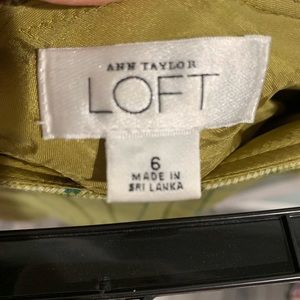 ANN TAYLOR
LOFT
6
MADE IN
SRI LANKA